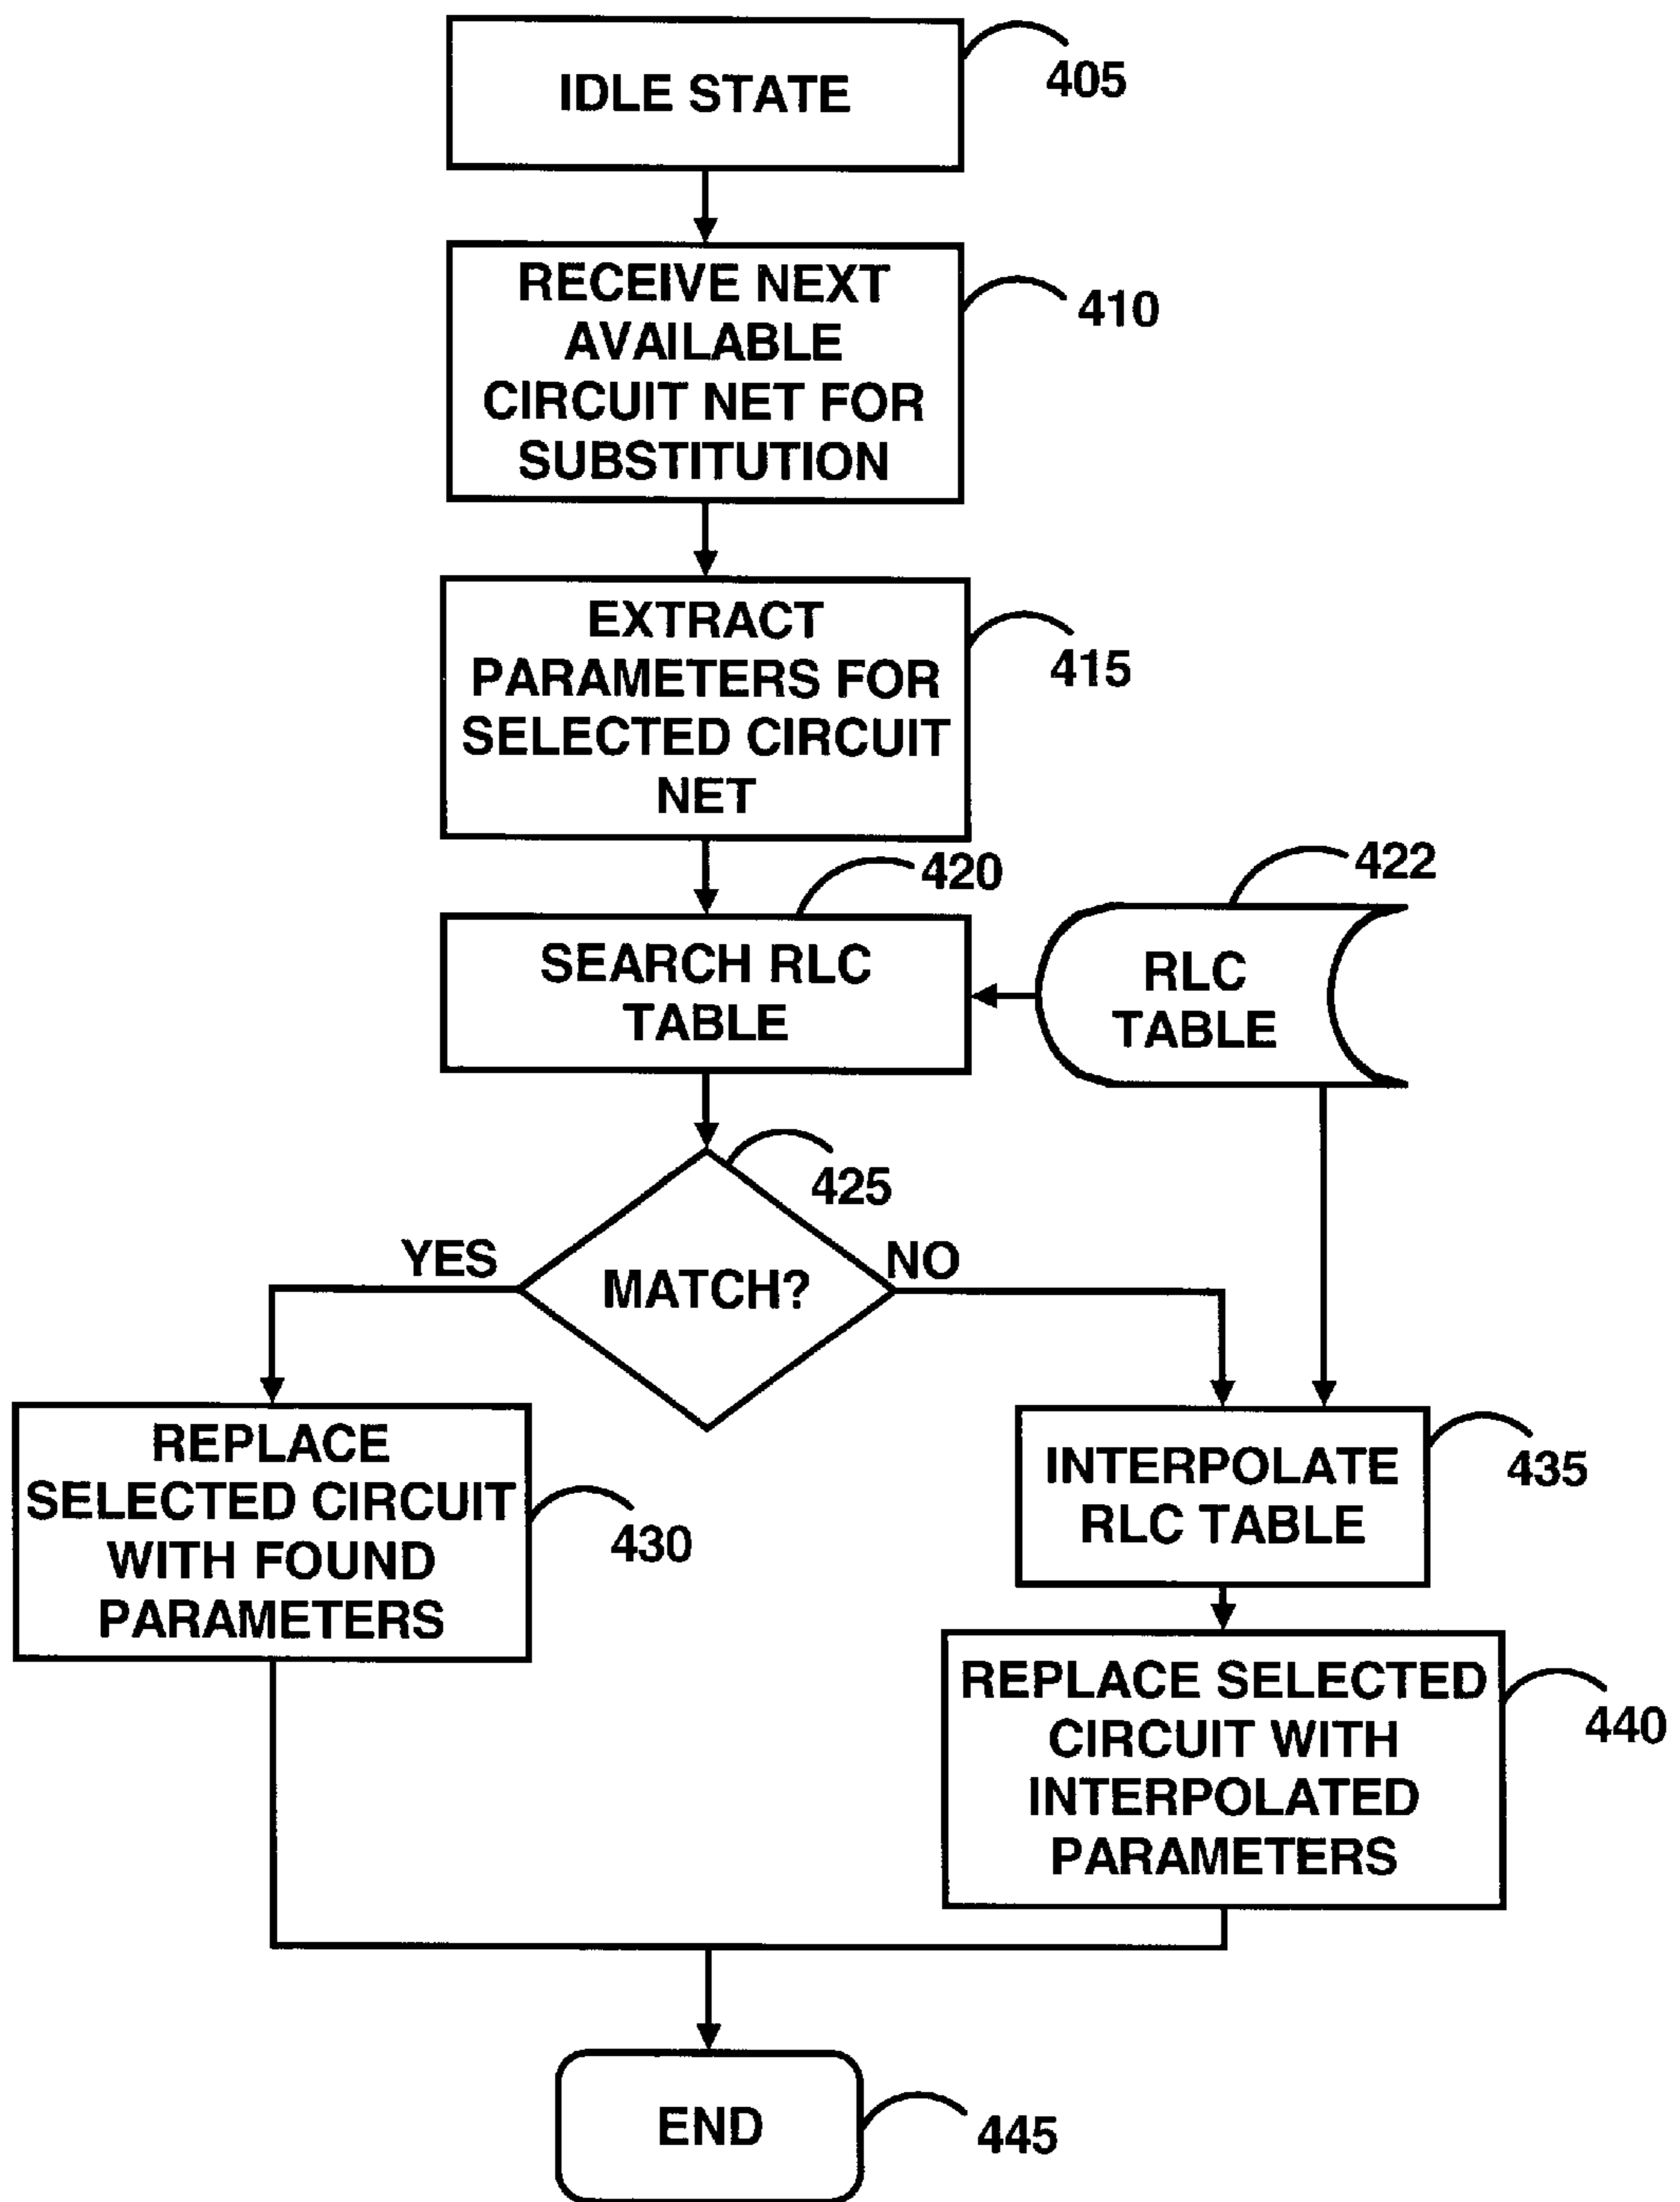 IDLE STATE
405
RECEIVE NEXT
AVAILABLE
CIRCUIT NET FOR
SUBSTITUTION
410
EXTRACT
PARAMETERS FOR
SELECTED CIRCUIT
NET
415
420
SEARCH RLC
TABLE
422
RLC
TABLE
425
MATCH?
YES
NO
REPLACE
SELECTED CIRCUIT
WITH FOUND
PARAMETERS
430
INTERPOLATE
RLC TABLE
435
REPLACE SELECTED
CIRCUIT WITH
INTERPOLATED
PARAMETERS
440
END
445